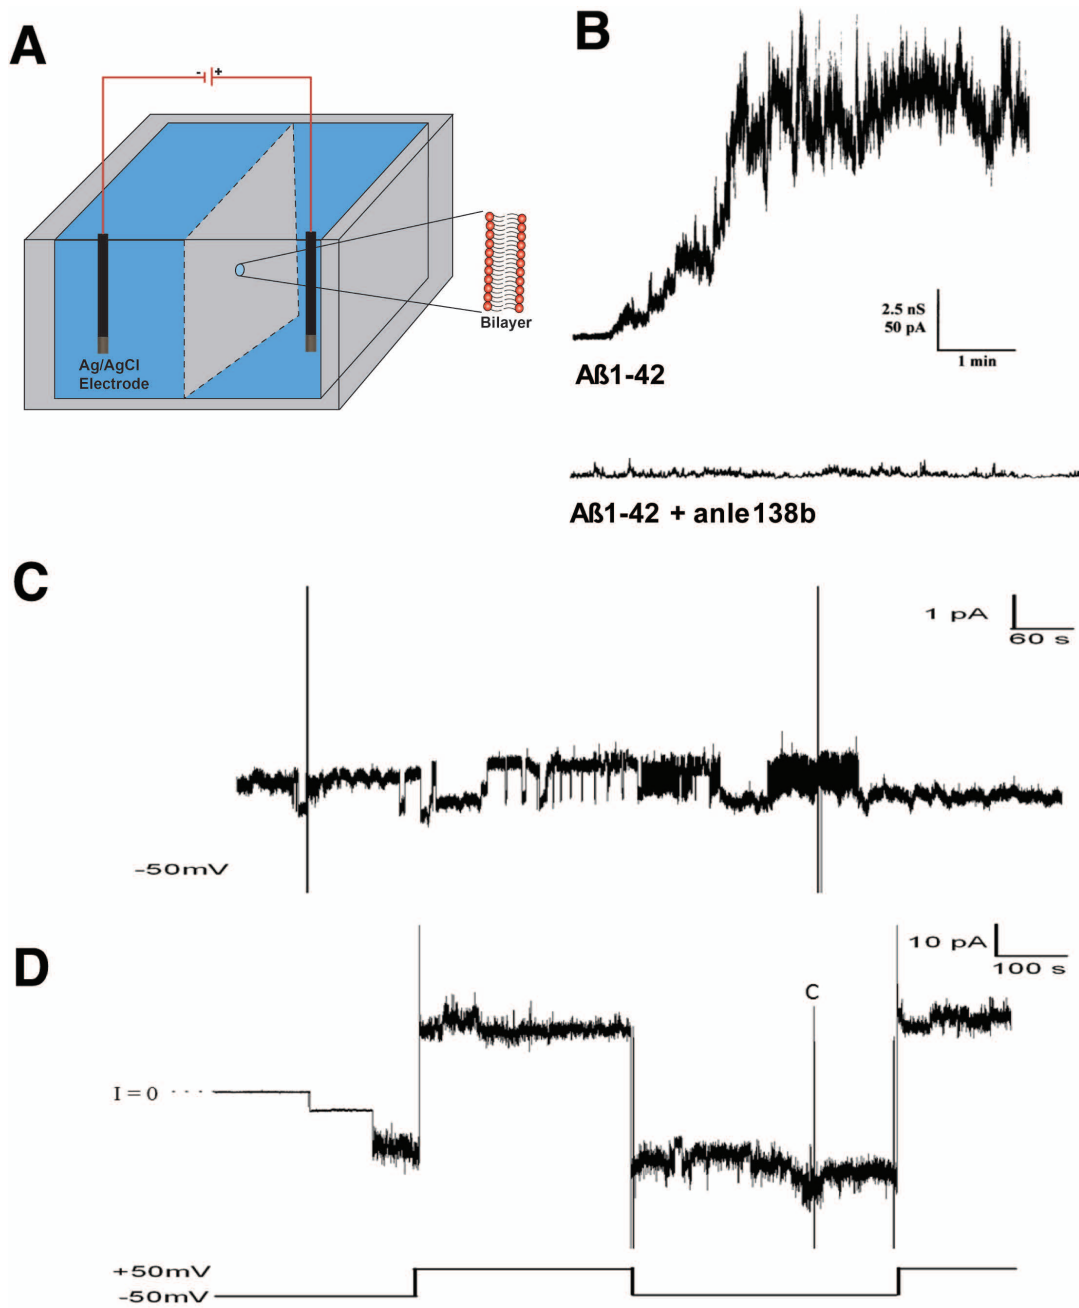 A
- +
Ag/AgCl
Electrode
Bilayer
B
2.5 nS
50 pA
1 min
Aß1-42
Aß1-42 + anle138b
C
1 pA
60 s
-50mV
D
10 pA
100 s
C
I = 0
+50mV
-50mV